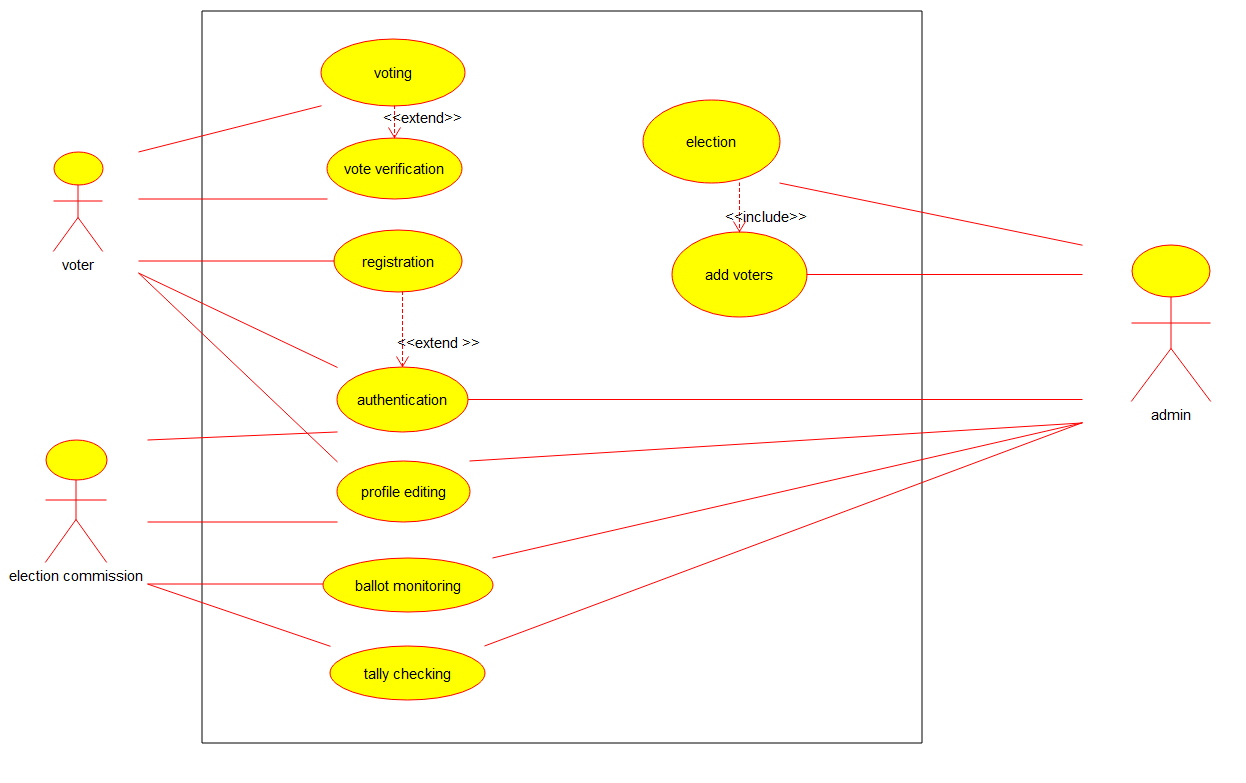 voting
<<extend>>
vote verification
election
<<include>>
add voters
voter
registration
<<extend >>
authentication
admin
profile editing
election commission
ballot monitoring
tally checking